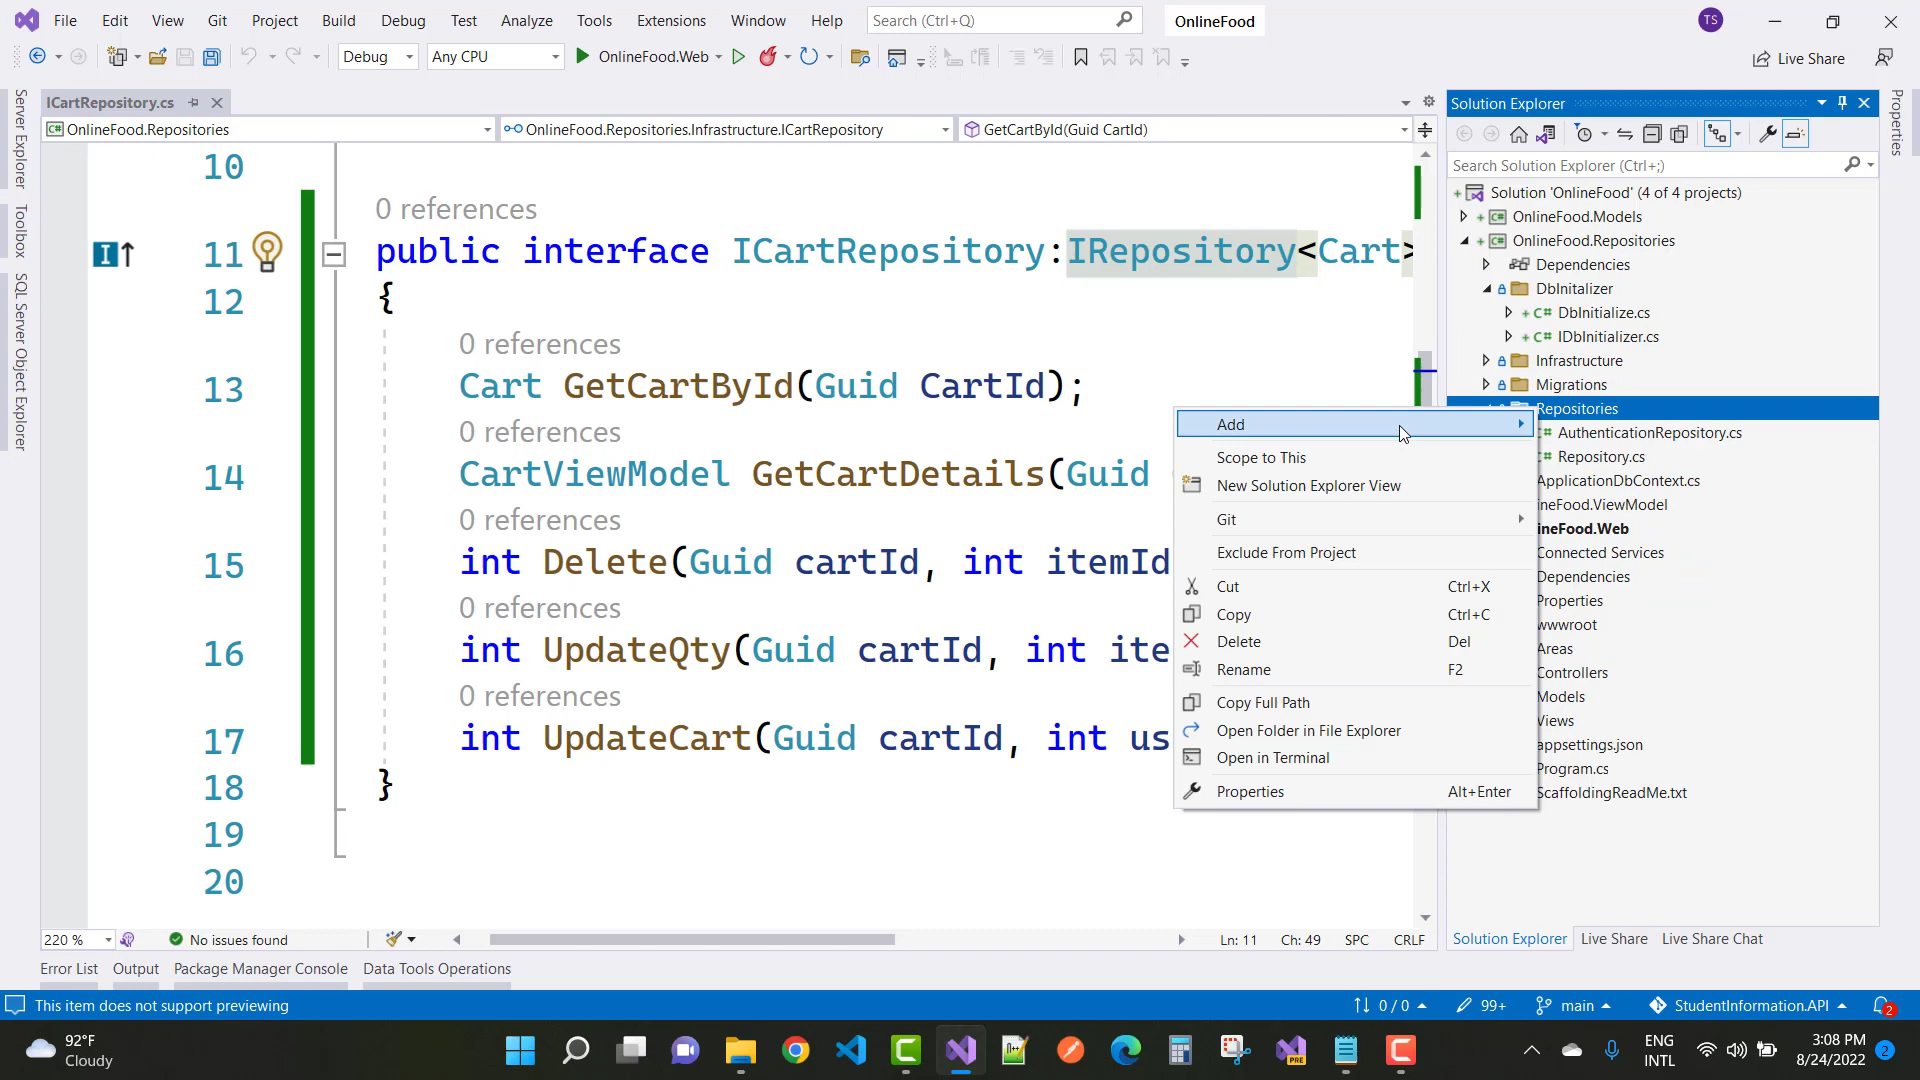 File Edit View Git Project Build Debug Test Analyze Tools Extensions Window Help Search (Ctrl+Q) OnlineFood TS
Debug Any CPU OnlineFood.Web Live Share
ICartRepository.cs
OnlineFood.Repositories OnlineFood.Repositories.Infrastructure.ICartRepository GetCartById(Guid CartId)
Server Explorer
Toolbox
SQL Server Object Explorer
10
0 references
11 public interface ICartRepository:IRepository<Cart>
12 {
0 references
13 Cart GetCartById(Guid CartId);
0 references
14 CartViewModel GetCartDetails(Guid
0 references
15 int Delete(Guid cartId, int itemId
0 references
16 int UpdateQty(Guid cartId, int ite
0 references
17 int UpdateCart(Guid cartId, int us
18 }
19
20
Add
Scope to This
New Solution Explorer View
Git
Exclude From Project
Cut Ctrl+X
Copy Ctrl+C
Delete Del
Rename F2
Copy Full Path
Open Folder in File Explorer
Open in Terminal
Properties Alt+Enter
Solution Explorer
Search Solution Explorer (Ctrl+;)
Solution 'OnlineFood' (4 of 4 projects)
OnlineFood.Models
OnlineFood.Repositories
Dependencies
DbInitalizer
DbInitialize.cs
IDbInitializer.cs
Infrastructure
Migrations
Repositories
AuthenticationRepository.cs
Repository.cs
ApplicationDbContext.cs
ineFood.ViewModel
ineFood.Web
Connected Services
Dependencies
Properties
wwwroot
Areas
Controllers
Models
Views
appsettings.json
Program.cs
ScaffoldingReadMe.txt
Properties
220 % No issues found Ln: 11 Ch: 49 SPC CRLF
Solution Explorer Live Share Live Share Chat
Error List Output Package Manager Console Data Tools Operations
This item does not support previewing 0 / 0 99+ main StudentInformation.API 2
92°F
Cloudy
PRE
ENG
INTL
3:08 PM
8/24/2022
2